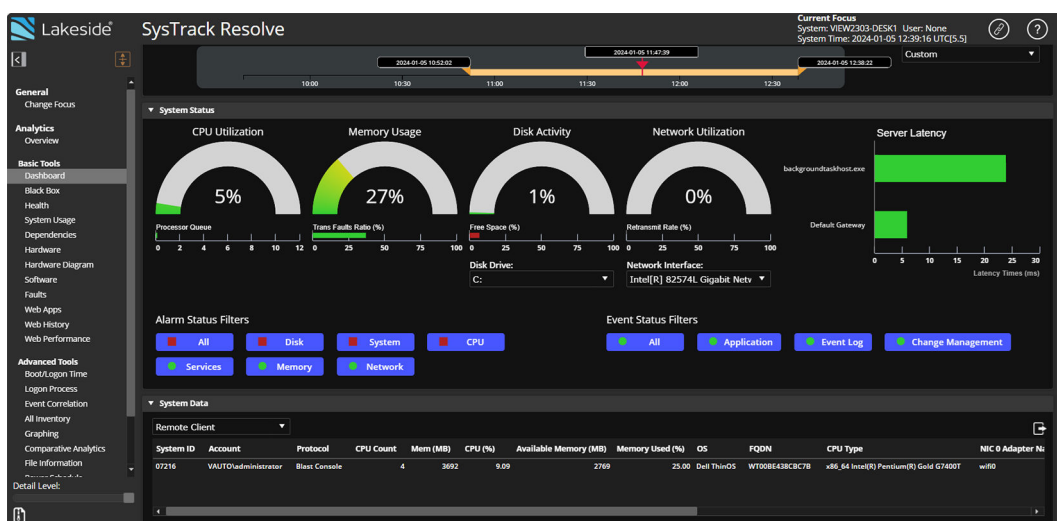 Lakeside®
SysTrack Resolve
Current Focus
System: VIEW2303-DESK1 User: None
System Time: 2024-01-05 12:39:16 UTC[5.5]
?
2024-01-05 11:47:39
2024-01-05 10:52:02
2024-01-05 12:38:22
Custom
10:00 10:30 11:00 11:30 12:00 12:30
General
Change Focus
Analytics
Overview
Basic Tools
Dashboard
Black Box
Health
System Usage
Dependencies
Hardware
Hardware Diagram
Software
Faults
Web Apps
Web History
Web Performance
Advanced Tools
Boot/Logon Time
Logon Process
Event Correlation
All Inventory
Graphing
Comparative Analytics
File Information
Detail Level:
System Status
CPU Utilization
5%
Processor Queue
0 2 4 6 8 10 12
Memory Usage
27%
Trans Faults Ratio (%)
0 25 50 75 100
Disk Activity
1%
Free Space (%)
0 25 50 75 100
Disk Drive:
C:
Network Utilization
0%
Retransmit Rate (%)
0 25 50 75 100
Network Interface:
Intel[R] 82574L Gigabit Netv
Server Latency
backgroundtaskhost.exe
Default Gateway
0 5 10 15 20 25 30
Latency Times (ms)
Alarm Status Filters
All Disk System CPU
Services Memory Network
Event Status Filters
All Application Event Log Change Management
System Data
Remote Client
System ID Account Protocol CPU Count Mem (MB) CPU (%) Available Memory (MB) Memory Used (%) OS FQDN CPU Type NIC 0 Adapter Na
07216 VAUTO\administrator Blast Console 4 3692 9.09 2769 25.00 Dell ThinOS WT00BE438CBC7B x86_64 Intel(R) Pentium(R) Gold G7400T wifi0